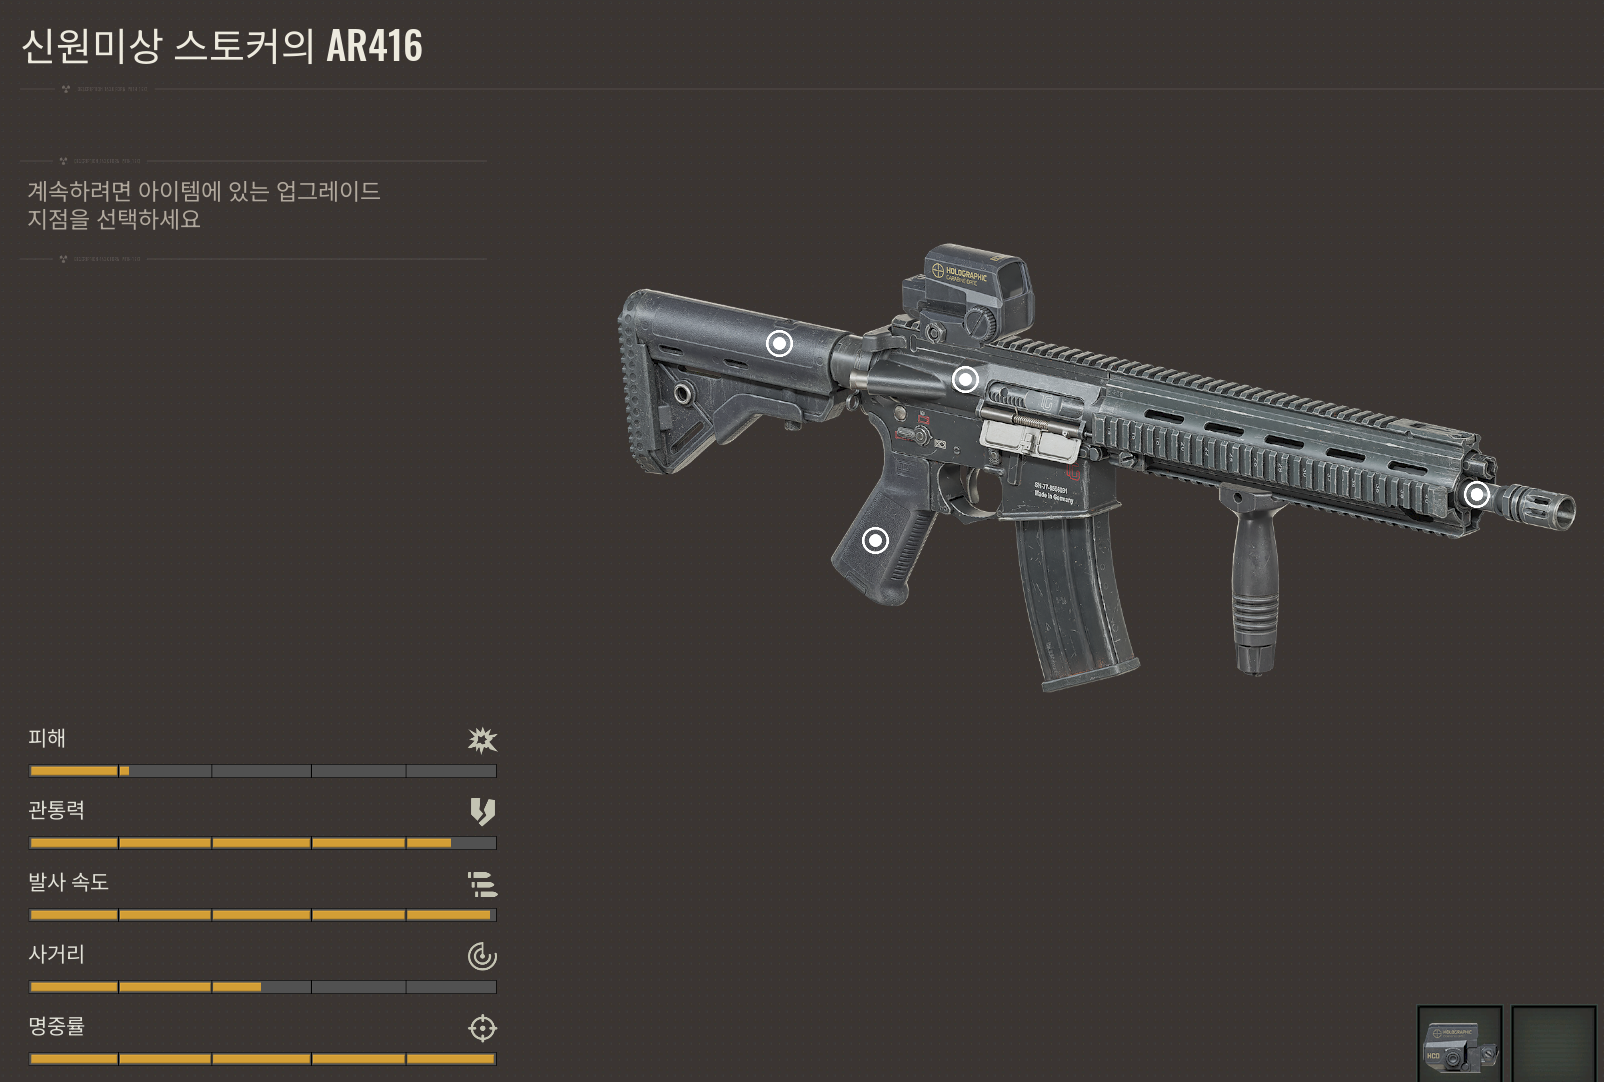 신원미상 스토커의 AR416
계속하려면 아이템에 있는 업그레이드
지점을 선택하세요
HOLOGRAPHIC
Made in Germany
피해
관통력
발사 속도
사거리
명중률
HOLOGRAPHIC
HCO